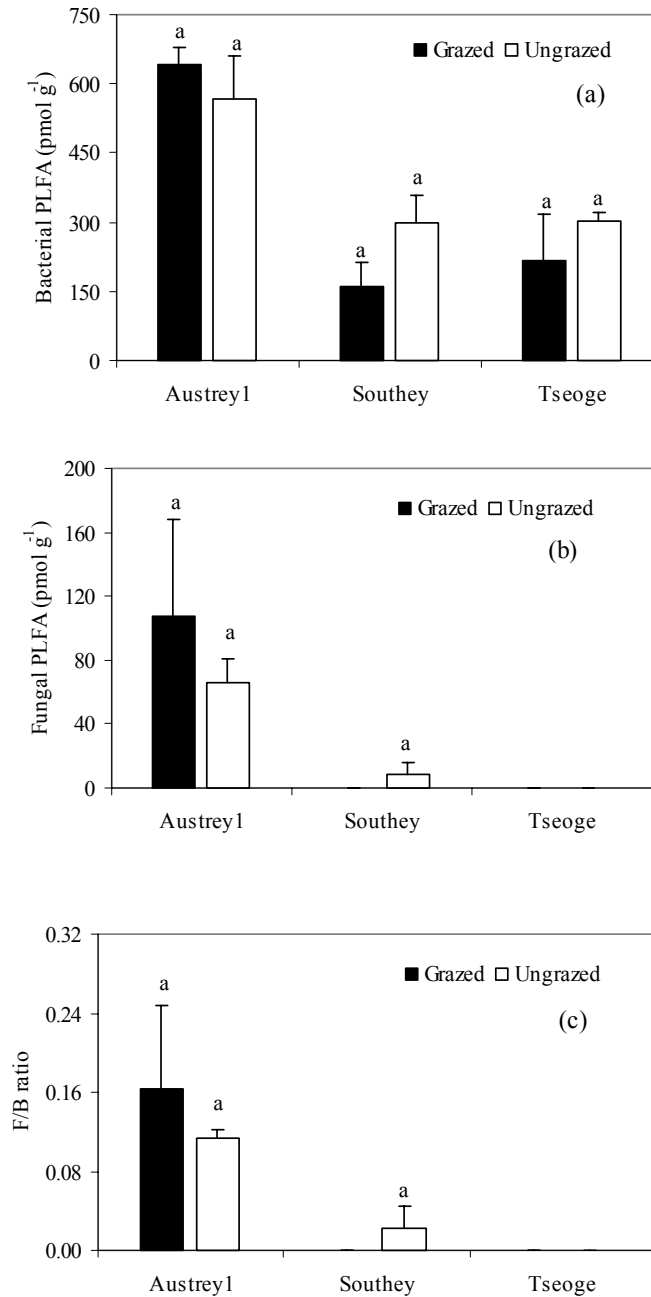 750
600
450
300
150
0
Bacterial PLFA (pmol g-1)
Grazed Ungrazed
(a)
a a
a a
a a
Austrey1 Southey Tseoge
200
160
120
80
40
0
Fungal PLFA (pmol g-1)
Grazed Ungrazed
(b)
a
a
a
Austrey1 Southey Tseoge
0.32
0.24
0.16
0.08
0.00
F/B ratio
Grazed Ungrazed
(c)
a
a
a
Austrey1 Southey Tseoge